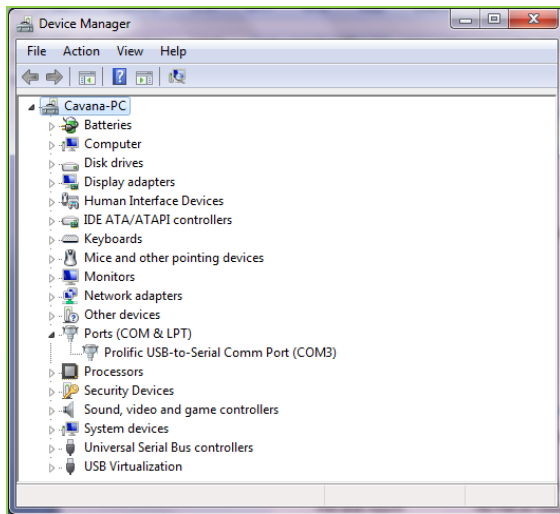 Device Manager
File Action View Help
Cavana-PC
Batteries
Computer
Disk drives
Display adapters
Human Interface Devices
IDE ATA/ATAPI controllers
Keyboards
Mice and other pointing devices
Monitors
Network adapters
Other devices
Ports (COM & LPT)
Prolific USB-to-Serial Comm Port (COM3)
Processors
Security Devices
Sound, video and game controllers
System devices
Universal Serial Bus controllers
USB Virtualization